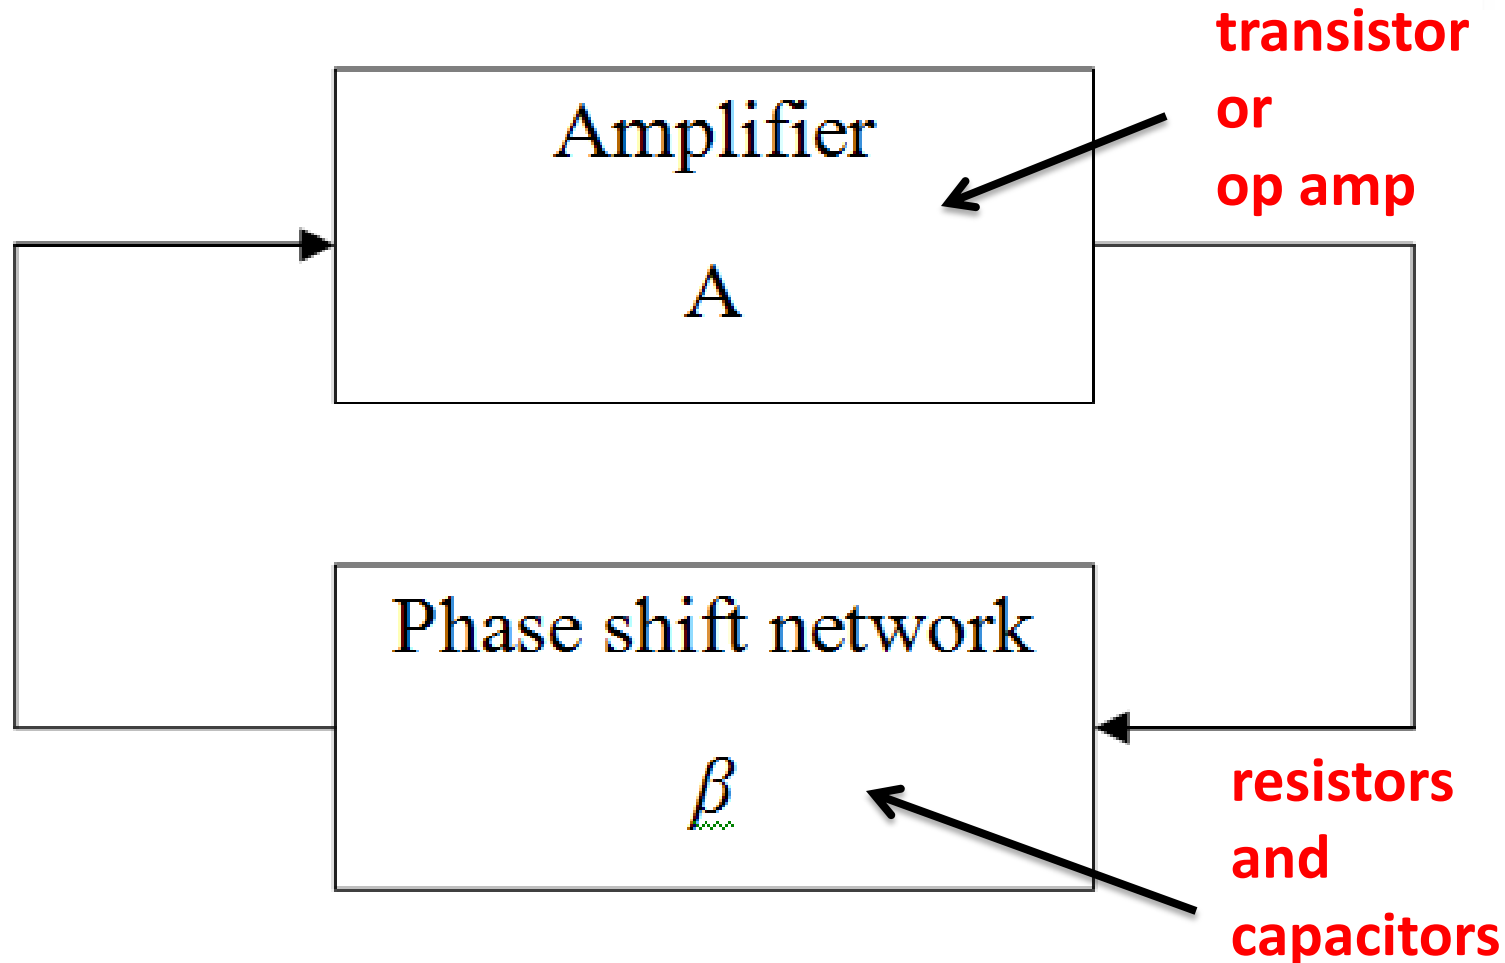 transistor
or
op amp
Amplifier
A
Phase shift network
β
resistors
and
capacitors